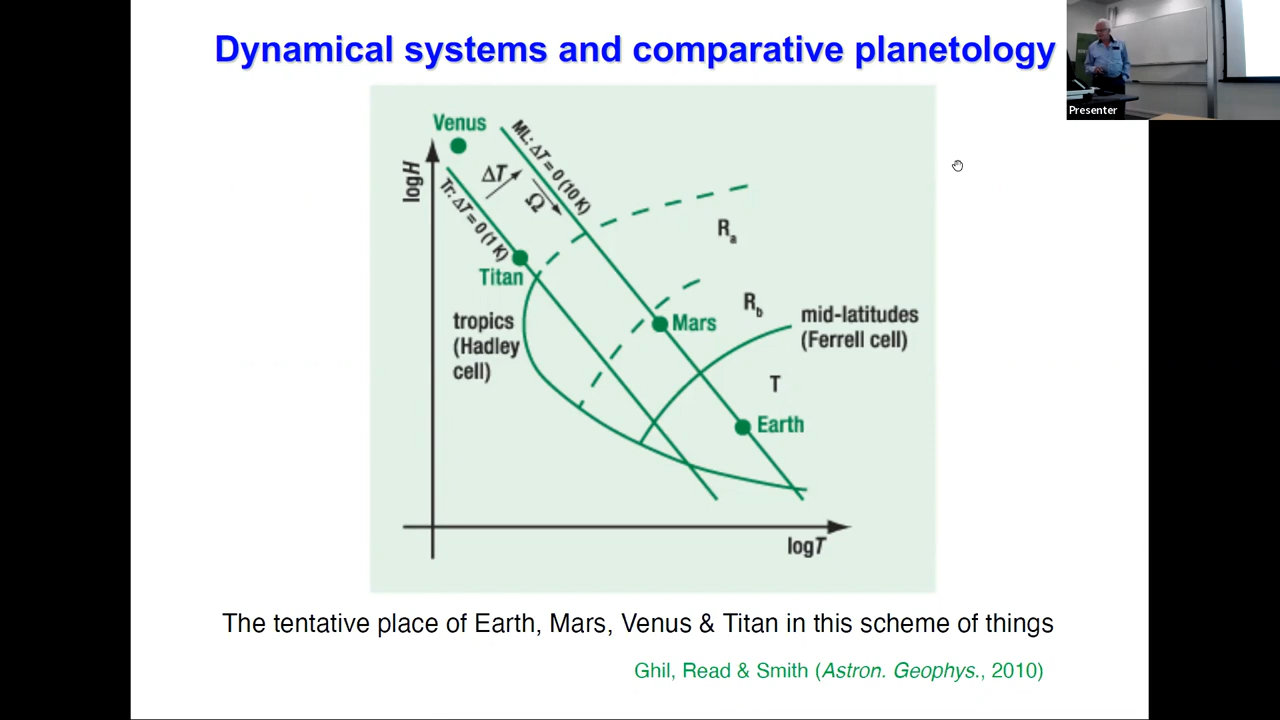 Dynamical systems and comparative planetology
Presenter
Venus
logH
Tr: ΔT = 0 (1 K)
ΔT
Ω
ML: ΔT = 0 (10 K)
Titan
Ra
tropics
(Hadley
cell)
Mars
Rb
mid-latitudes
(Ferrell cell)
T
Earth
logT
The tentative place of Earth, Mars, Venus & Titan in this scheme of things
Ghil, Read & Smith (Astron. Geophys., 2010)